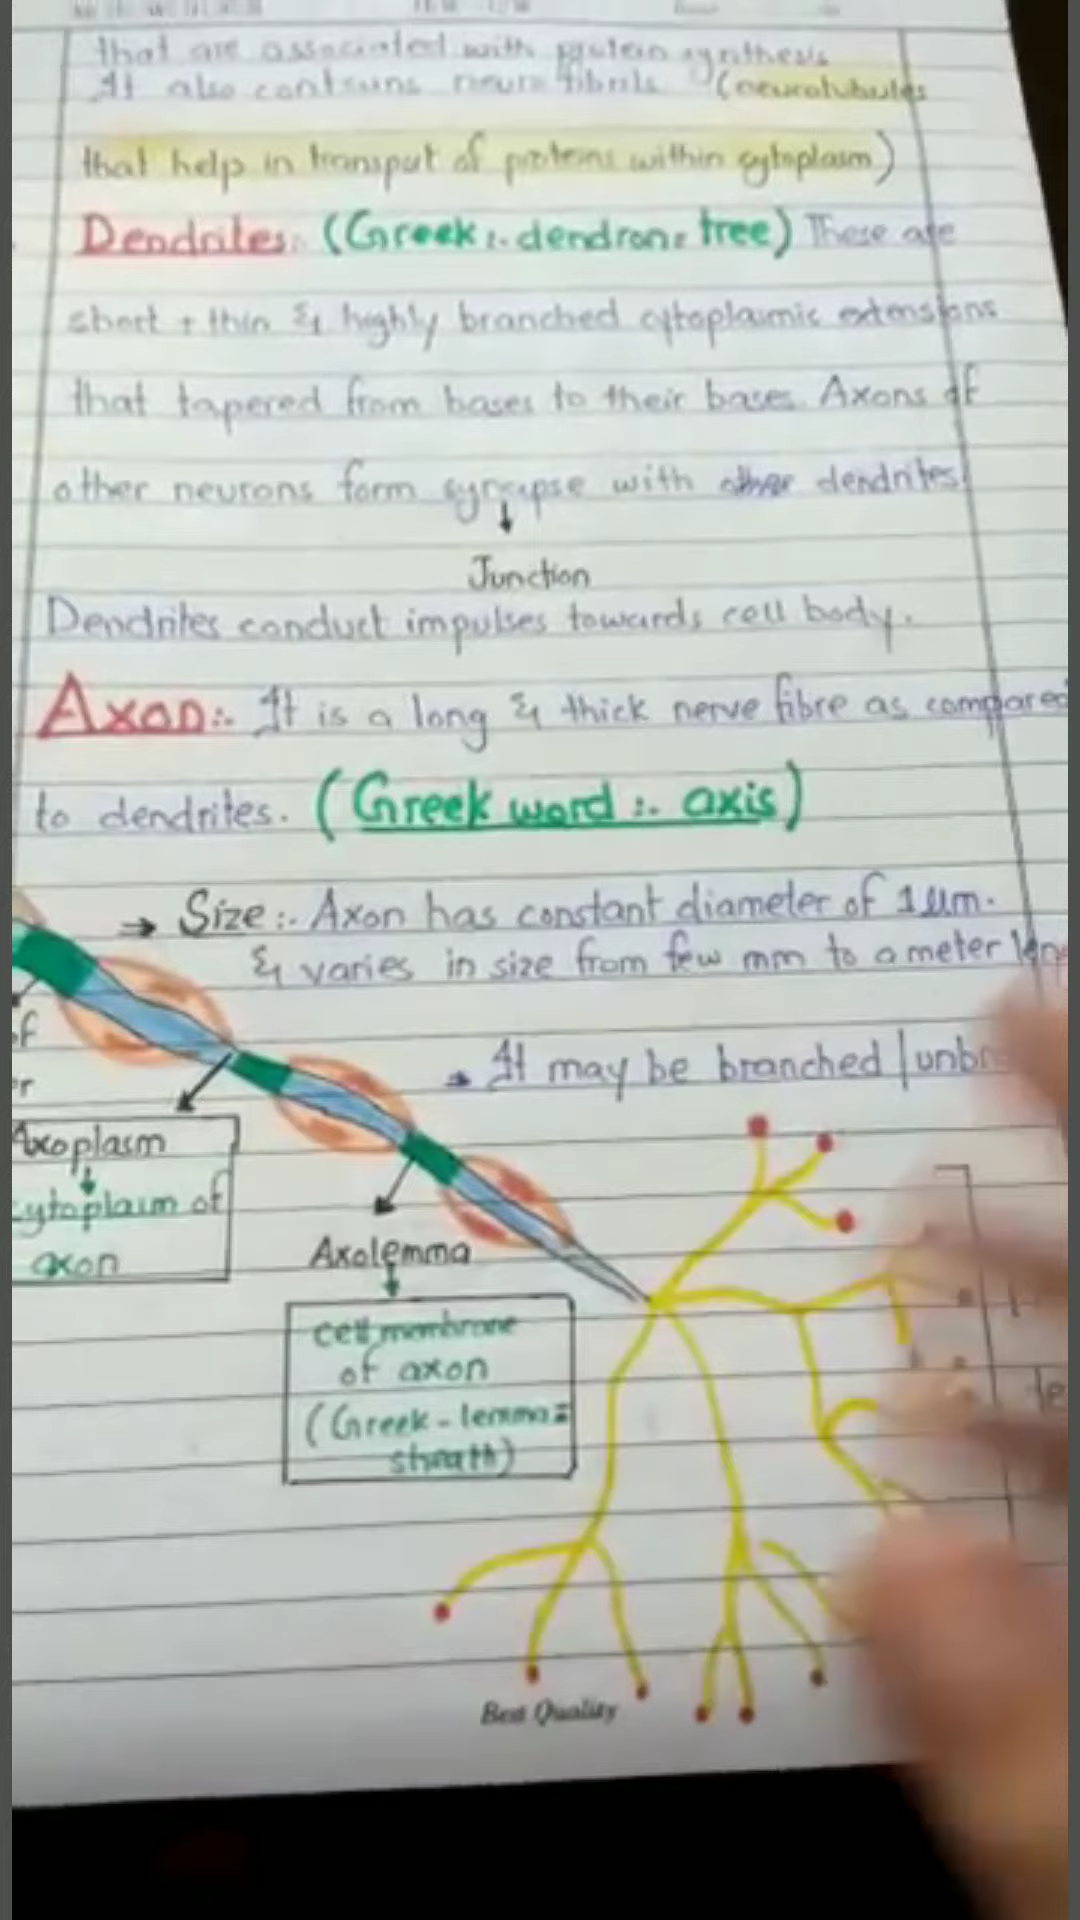 that are associated with protein synthesis
It also contains neurofibrils (neurotubules
that help in transport of proteins within cytoplasm)
Dendrites:. (Greek :. dendron = tree) These are
short + thin & highly branched cytoplasmic extensions
that tapered from bases to their bases. Axons of
other neurons form synapse with other dendrites.
Junction
Dendrites conduct impulses towards cell body.
Axon:. It is a long & thick nerve fibre as compared
to dendrites. (Greek word :. axis)
→ Size :. Axon has constant diameter of 1 um.
& varies in size from few mm to a meter
of
→ It may be branched |
r
Axoplasm
cytoplasm of
axon
Axolemma
cell membrane
of axon
(Greek - lemma =
sheath)
Best Quality